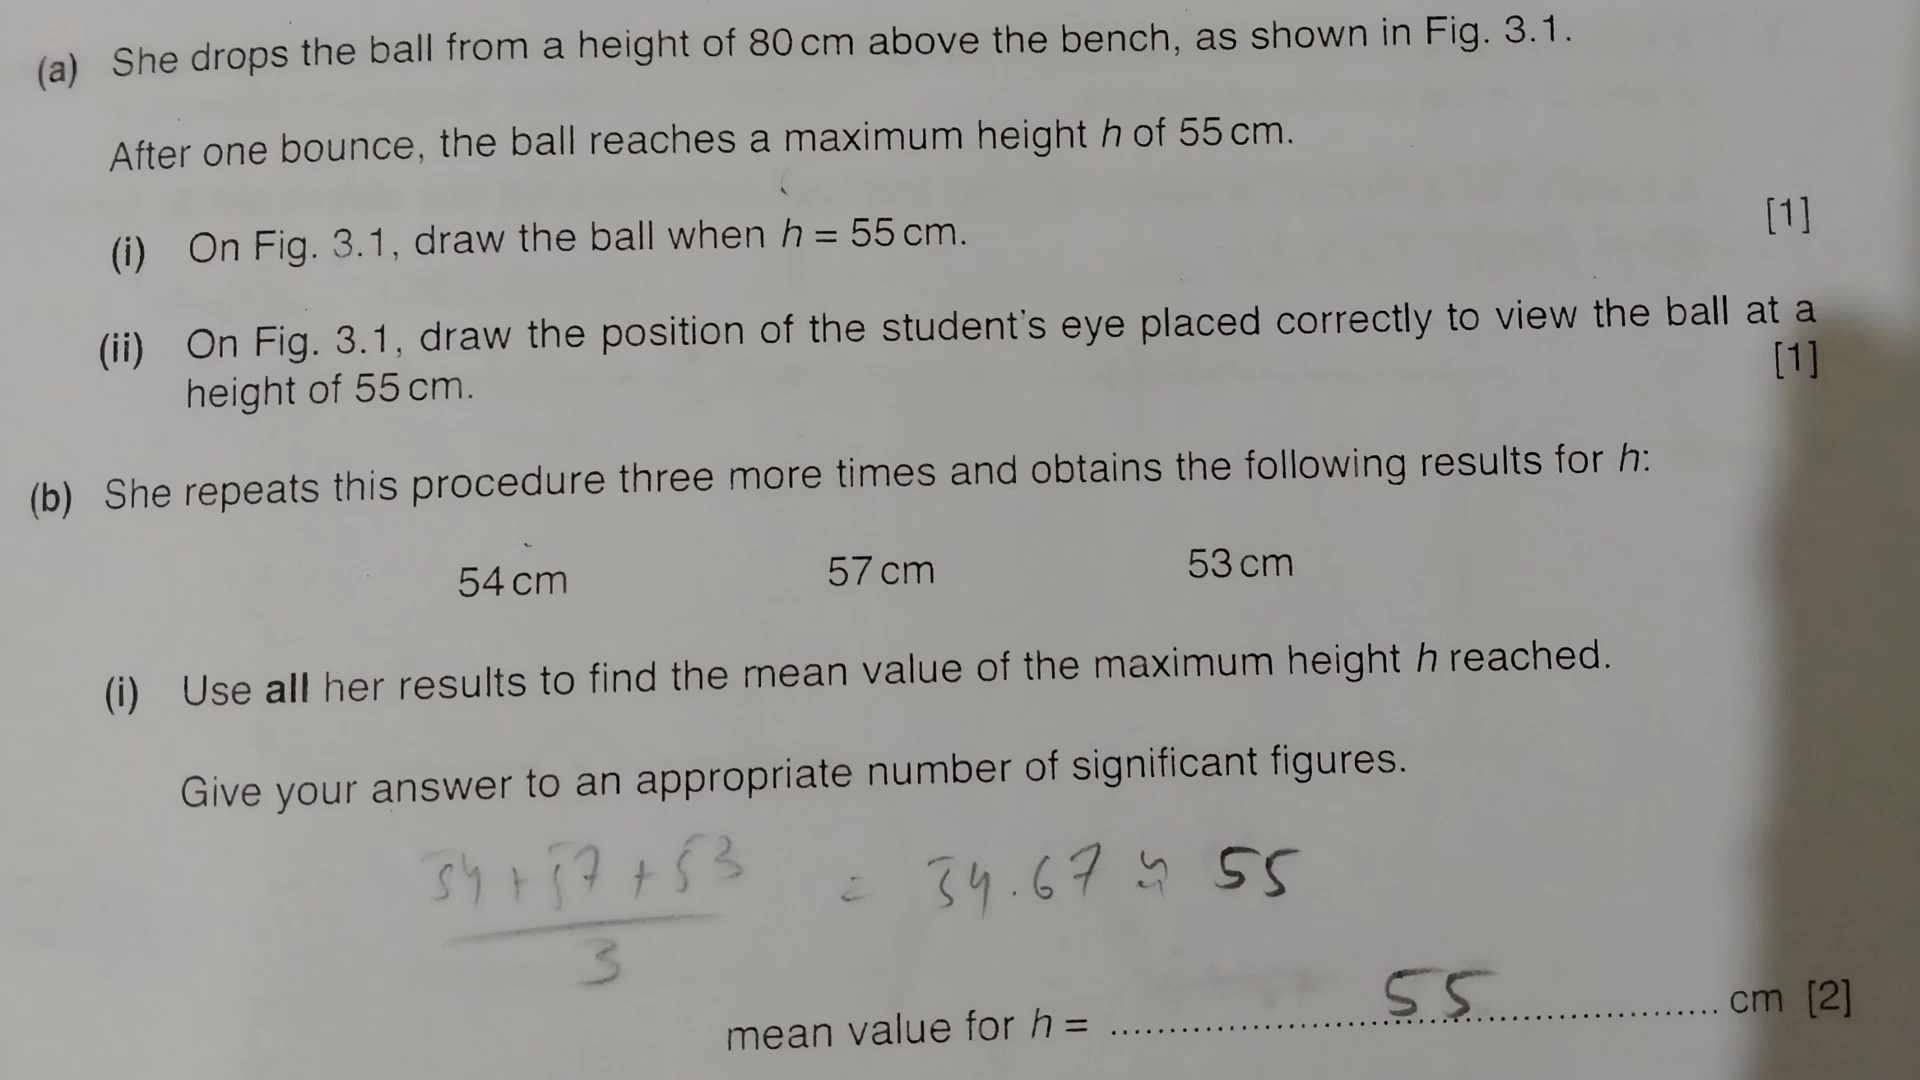 (a) She drops the ball from a height of 80 cm above the bench, as shown in Fig. 3.1.
After one bounce, the ball reaches a maximum height h of 55 cm.
(i) On Fig. 3.1, draw the ball when h = 55 cm. [1]
(ii) On Fig. 3.1, draw the position of the student's eye placed correctly to view the ball at a
height of 55 cm. [1]
(b) She repeats this procedure three more times and obtains the following results for h:
54 cm 57 cm 53 cm
(i) Use all her results to find the mean value of the maximum height h reached.
Give your answer to an appropriate number of significant figures.
54 + 57 + 53 = 54.67 ≈ 55
3
mean value for h = ........55........ cm [2]